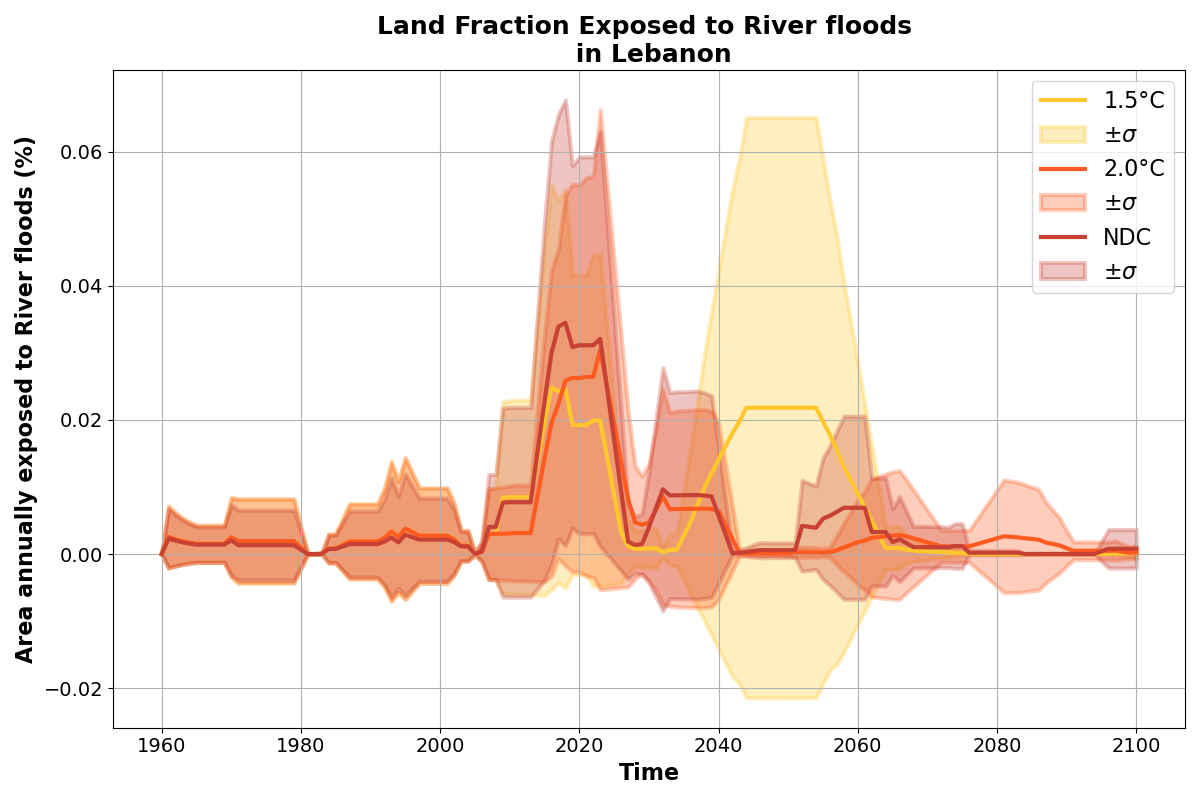 Land Fraction Exposed to River floods
in Lebanon
Area annually exposed to River floods (%)
0.06
0.04
0.02
0.00
−0.02
1960
1980
2000
2020
2040
2060
2080
2100
Time
1.5°C
±σ
2.0°C
±σ
NDC
±σ